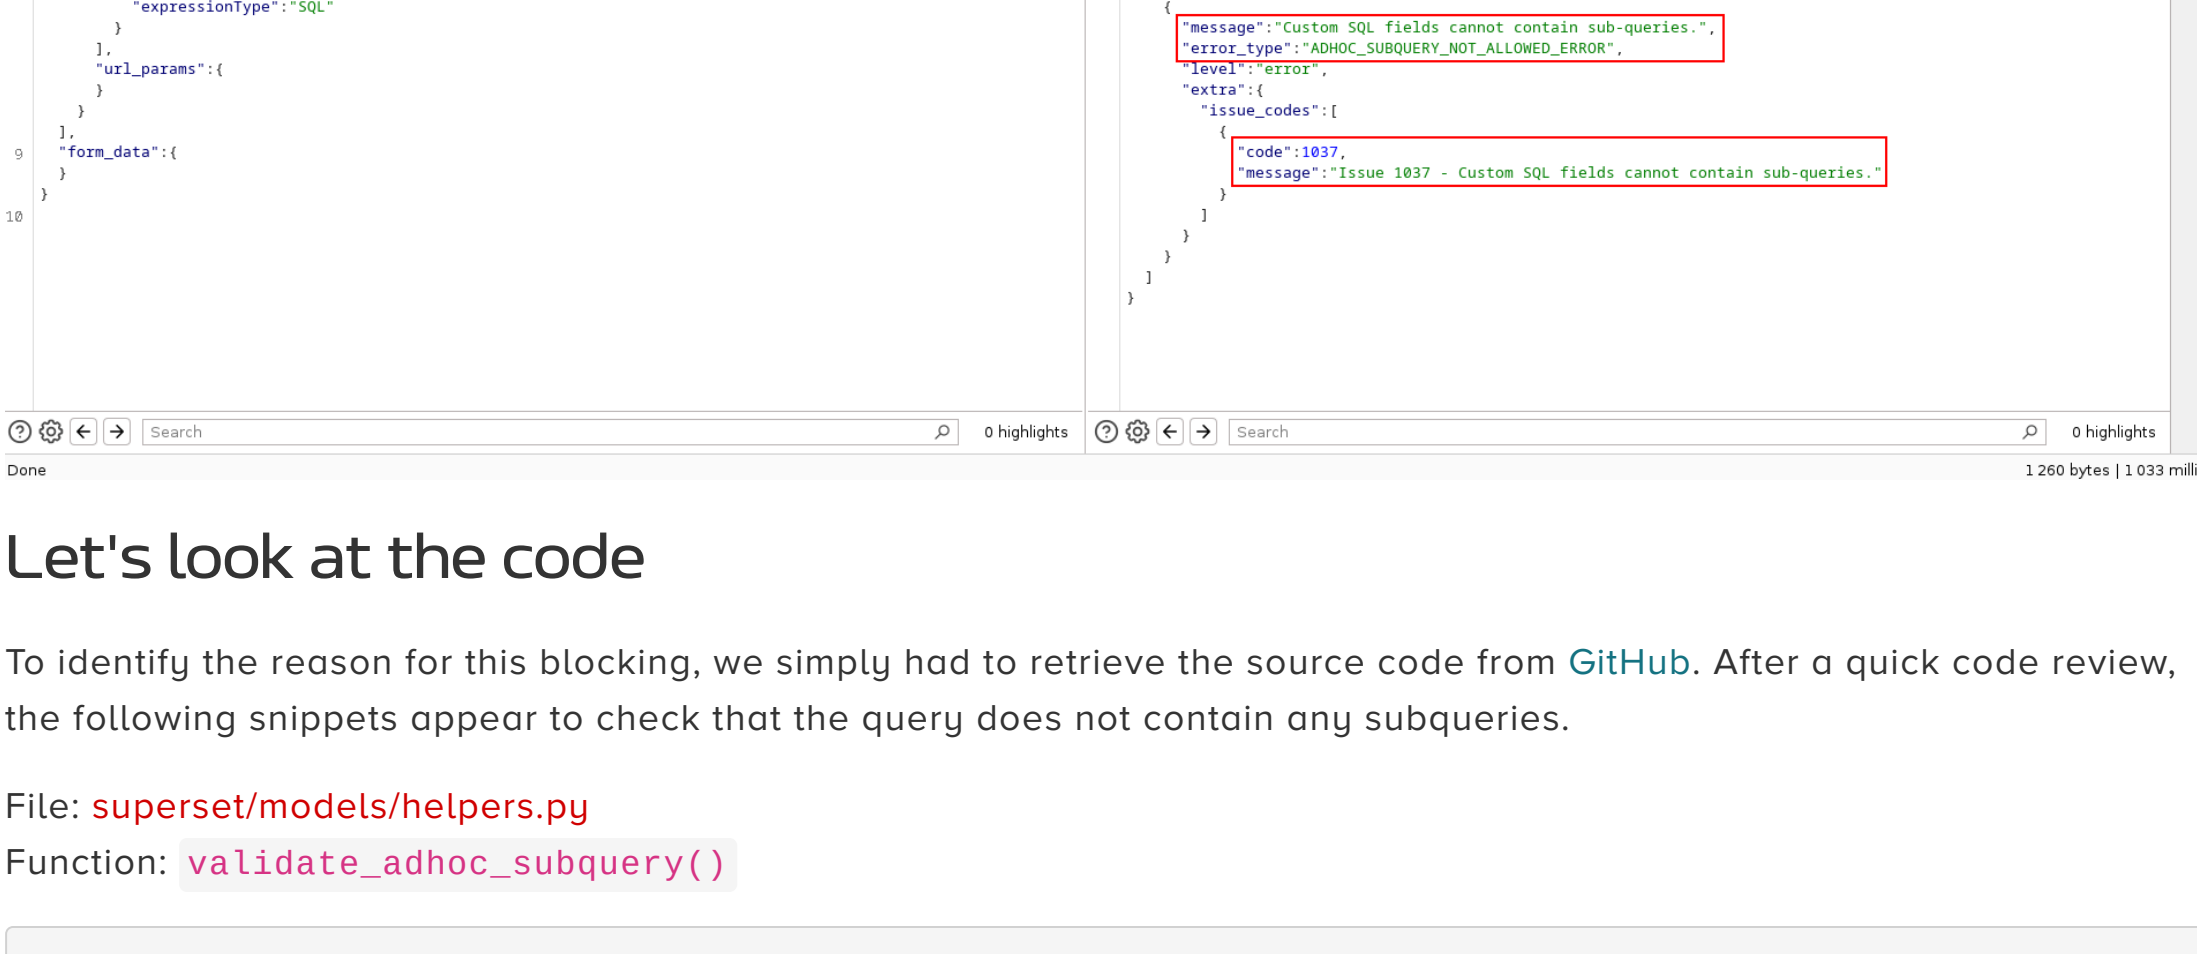 "expressionType":"SQL"
}
],
"url_params":{
}
}
],
9 "form_data":{
}
}
10
{
"message":"Custom SQL fields cannot contain sub-queries.",
"error_type":"ADHOC_SUBQUERY_NOT_ALLOWED_ERROR",
"level":"error",
"extra":{
"issue_codes":[
{
"code":1037,
"message":"Issue 1037 - Custom SQL fields cannot contain sub-queries."
}
]
}
}
]
}
Search 0 highlights
Search 0 highlights
Done
1 260 bytes | 1 033 milli
Let's look at the code
To identify the reason for this blocking, we simply had to retrieve the source code from GitHub. After a quick code review,
the following snippets appear to check that the query does not contain any subqueries.
File: superset/models/helpers.py
Function: validate_adhoc_subquery()